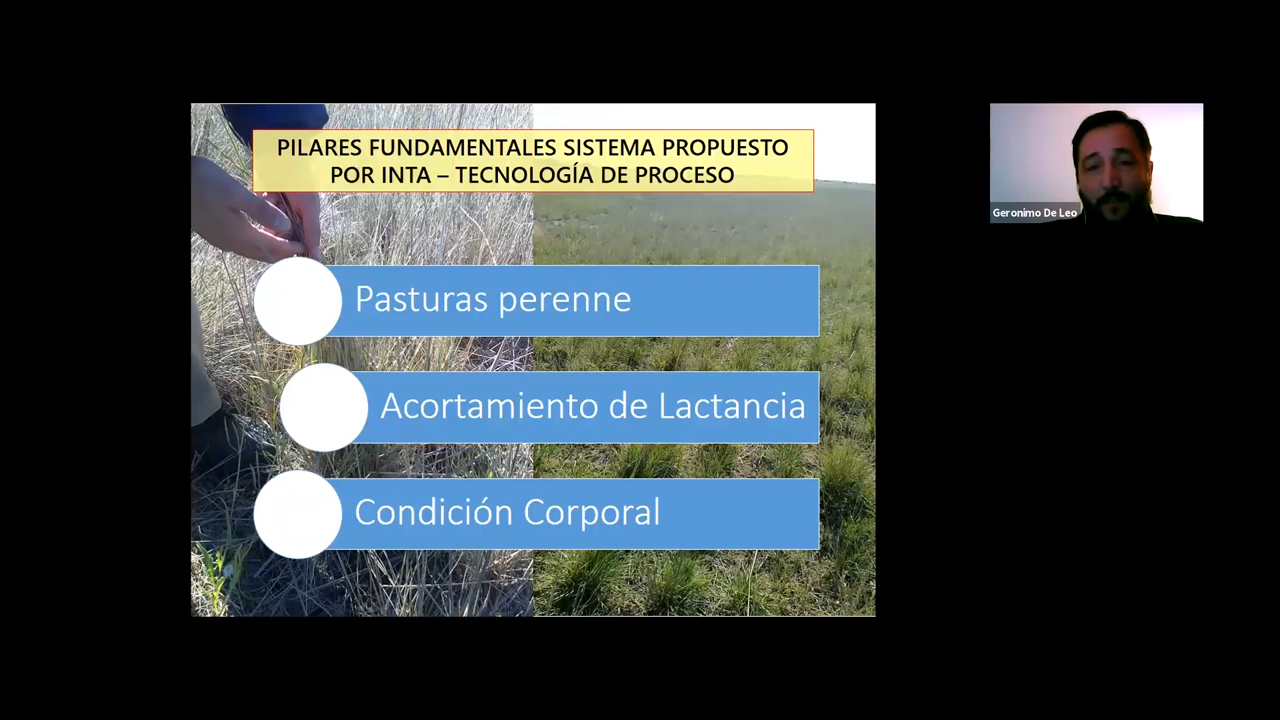 PILARES FUNDAMENTALES SISTEMA PROPUESTO
POR INTA – TECNOLOGÍA DE PROCESO
Pasturas perenne
Acortamiento de Lactancia
Condición Corporal
Geronimo De Leo